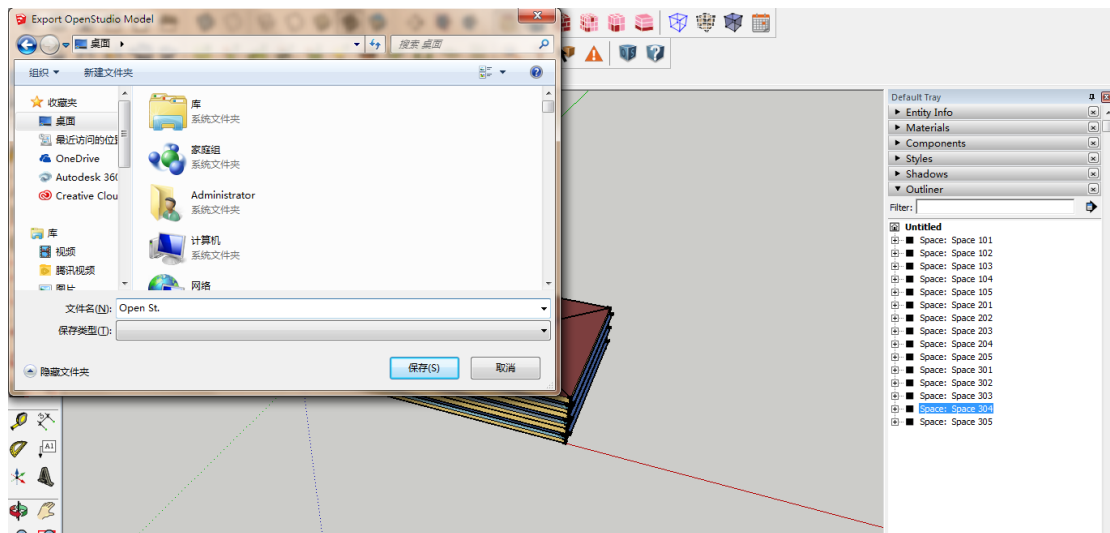 Export OpenStudio Model
桌面
搜索 桌面
组织
新建文件夹
收藏夹
桌面
最近访问的位置
OneDrive
Autodesk 360
Creative Clou
库
视频
腾讯视频
图片
库
系统文件夹
家庭组
系统文件夹
Administrator
系统文件夹
计算机
系统文件夹
网络
文件名(N): Open St.
保存类型(T):
隐藏文件夹
保存(S)
取消
A1
Default Tray
Entity Info
Materials
Components
Styles
Shadows
Outliner
Filter:
Untitled
Space: Space 101
Space: Space 102
Space: Space 103
Space: Space 104
Space: Space 105
Space: Space 201
Space: Space 202
Space: Space 203
Space: Space 204
Space: Space 205
Space: Space 301
Space: Space 302
Space: Space 303
Space: Space 304
Space: Space 305